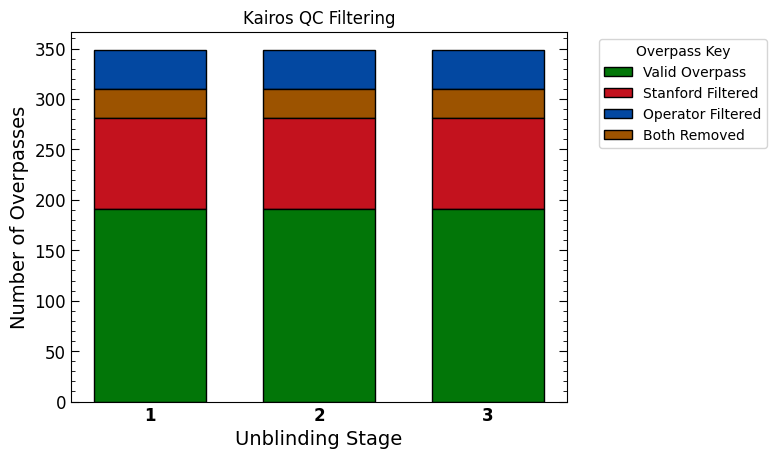 Kairos QC Filtering
Number of Overpasses
350
300
250
200
150
100
50
0
1 2 3
Unblinding Stage
Overpass Key
Valid Overpass
Stanford Filtered
Operator Filtered
Both Removed